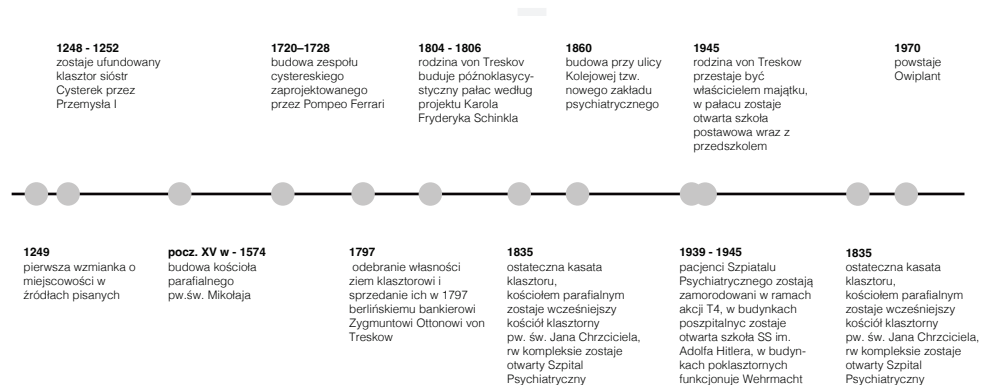 1248 - 1252
zostaje ufundowany
klasztor sióstr
Cysterek przez
Przemysła I
1720–1728
budowa zespołu
cystereskiego
zaprojektowanego
przez Pompeo Ferrari
1804 - 1806
rodzina von Treskov
buduje późnoklasycy-
styczny pałac według
projektu Karola
Fryderyka Schinkla
1860
budowa przy ulicy
Kolejowej tzw.
nowego zakładu
psychiatrycznego
1945
rodzina von Treskow
przestaje być
właścicielem majątku,
w pałacu zostaje
otwarta szkoła
postawowa wraz z
przedszkolem
1970
powstaje
Owiplant
1249
pierwsza wzmianka o
miejscowości w
źródłach pisanych
pocz. XV w - 1574
budowa kościoła
parafialnego
pw.św. Mikołaja
1797
odebranie własności
ziem klasztorowi i
sprzedanie ich w 1797
berlińskiemu bankierowi
Zygmuntowi Ottonowi von
Treskow
1835
ostateczna kasata
klasztoru,
kościołem parafialnym
zostaje wcześniejszy
kościół klasztorny
pw. św. Jana Chrzciciela,
rw kompleksie zostaje
otwarty Szpital
Psychiatryczny
1939 - 1945
pacjenci Szpiatalu
Psychiatrycznego zostają
zamorodowani w ramach
akcji T4, w budynkach
poszpitalnyc zostaje
otwarta szkoła SS im.
Adolfa Hitlera, w budyn-
kach poklasztornych
funkcjonuje Wehrmacht
1835
ostateczna kasata
klasztoru,
kościołem parafialnym
zostaje wcześniejszy
kościół klasztorny
pw. św. Jana Chrzciciela,
rw kompleksie zostaje
otwarty Szpital
Psychiatryczny